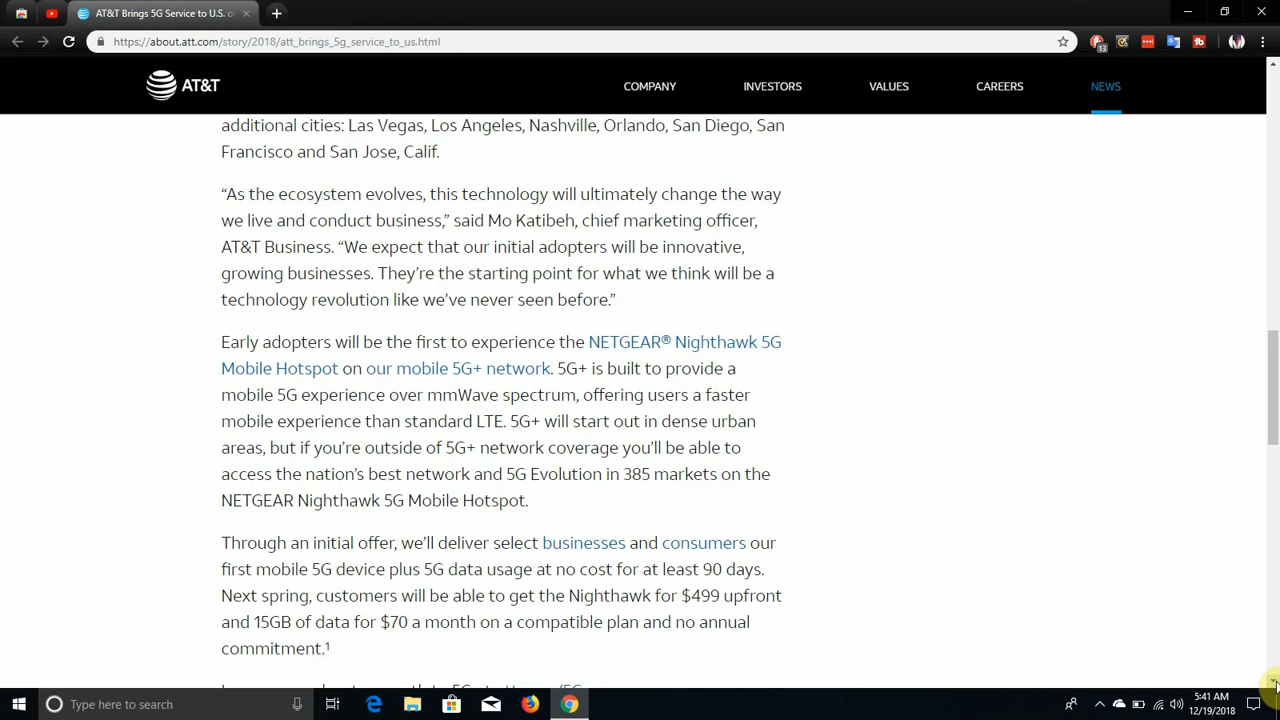 AT&T Brings 5G Service to U.S. o
https://about.att.com/story/2018/att_brings_5g_service_to_us.html
13
AT&T
COMPANY
INVESTORS
VALUES
CAREERS
NEWS
additional cities: Las Vegas, Los Angeles, Nashville, Orlando, San Diego, San
Francisco and San Jose, Calif.
“As the ecosystem evolves, this technology will ultimately change the way
we live and conduct business,” said Mo Katibeh, chief marketing officer,
AT&T Business. “We expect that our initial adopters will be innovative,
growing businesses. They’re the starting point for what we think will be a
technology revolution like we’ve never seen before.”
Early adopters will be the first to experience the NETGEAR® Nighthawk 5G
Mobile Hotspot on our mobile 5G+ network. 5G+ is built to provide a
mobile 5G experience over mmWave spectrum, offering users a faster
mobile experience than standard LTE. 5G+ will start out in dense urban
areas, but if you’re outside of 5G+ network coverage you’ll be able to
access the nation’s best network and 5G Evolution in 385 markets on the
NETGEAR Nighthawk 5G Mobile Hotspot.
Through an initial offer, we’ll deliver select businesses and consumers our
first mobile 5G device plus 5G data usage at no cost for at least 90 days.
Next spring, customers will be able to get the Nighthawk for $499 upfront
and 15GB of data for $70 a month on a compatible plan and no annual
commitment.¹
Type here to search
5:41 AM
12/19/2018